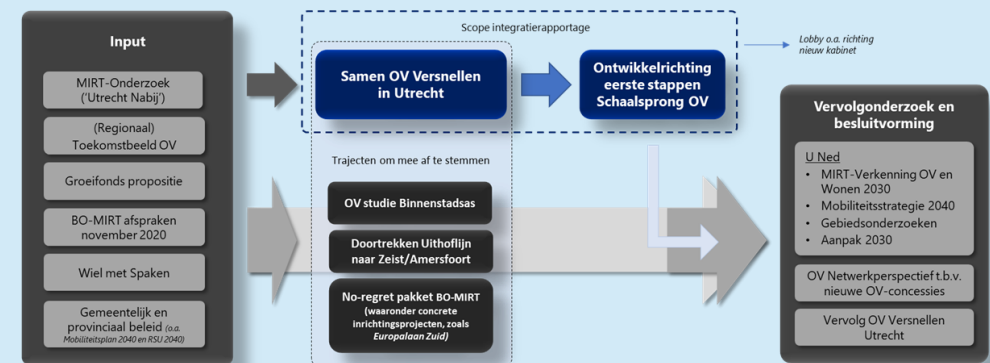 Input
MIRT-Onderzoek
('Utrecht Nabij')
(Regionaal)
Toekomstbeeld OV
Groeifonds propositie
BO-MIRT afspraken
november 2020
Wiel met Spaken
Gemeentelijk en
provinciaal beleid (o.a.
Mobiliteitsplan 2040 en RSU 2040)
Scope integratierapportage
Samen OV Versnellen
in Utrecht
Ontwikkelrichting
eerste stappen
Schaalsprong OV
Trajecten om mee af te stemmen
OV studie Binnenstadsas
Doortrekken Uithoflijn
naar Zeist/Amersfoort
No-regret pakket BO-MIRT
(waaronder concrete
inrichtingsprojecten, zoals
Europalaan Zuid)
Lobby o.a. richting
nieuw kabinet
Vervolgonderzoek en
besluitvorming
U Ned
• MIRT-Verkenning OV en
Wonen 2030
• Mobiliteitsstrategie 2040
• Gebiedsonderzoeken
• Aanpak 2030
OV Netwerkperspectief t.b.v.
nieuwe OV-concessies
Vervolg OV Versnellen
Utrecht